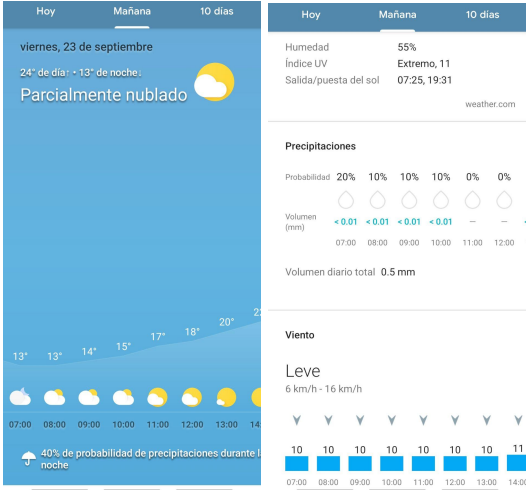 Hoy Mañana 10 días
viernes, 23 de septiembre
24° de día↑ • 13° de noche↓
Parcialmente nublado
13° 13° 14° 15° 17° 18° 20° 22
07:00 08:00 09:00 10:00 11:00 12:00 13:00 14:
40% de probabilidad de precipitaciones durante l
noche
Hoy Mañana 10 días
Humedad 55%
Índice UV Extremo, 11
Salida/puesta del sol 07:25, 19:31
weather.com
Precipitaciones
Probabilidad 20% 10% 10% 10% 0% 0%
Volumen
(mm) < 0.01 < 0.01 < 0.01 < 0.01 — — <
07:00 08:00 09:00 10:00 11:00 12:00
Volumen diario total 0.5 mm
Viento
Leve
6 km/h - 16 km/h
10 10 10 10 10 10 10 11
07:00 08:00 09:00 10:00 11:00 12:00 13:00 14:00